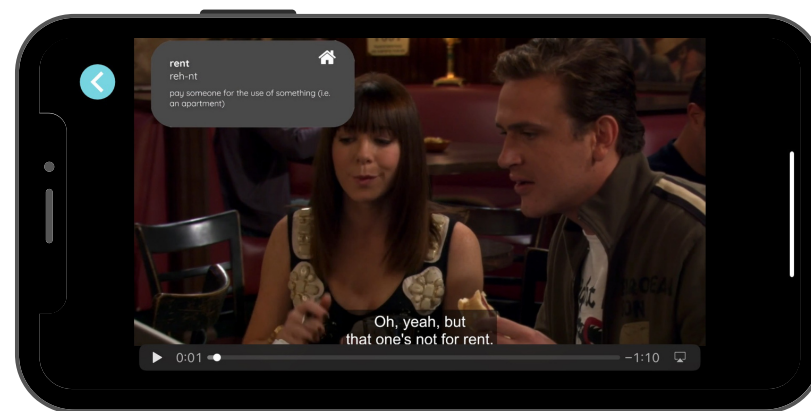 rent
reh-nt
pay someone for the use of something (i.e.
an apartment)
Oh, yeah, but
that one's not for rent.
0:01
−1:10